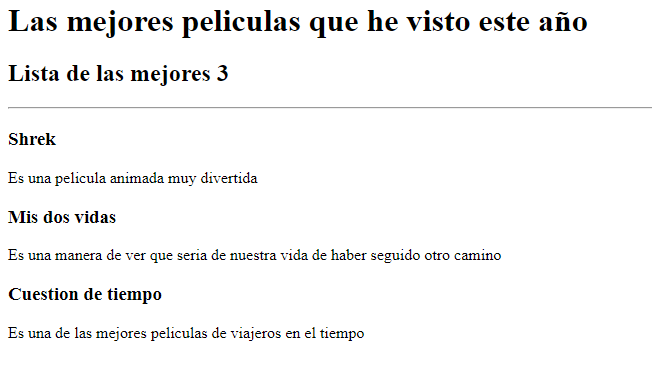 Las mejores peliculas que he visto este año
Lista de las mejores 3
Shrek
Es una pelicula animada muy divertida
Mis dos vidas
Es una manera de ver que seria de nuestra vida de haber seguido otro camino
Cuestion de tiempo
Es una de las mejores peliculas de viajeros en el tiempo